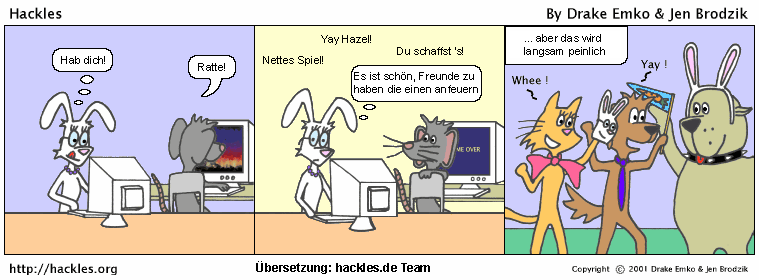 Hackles
By Drake Emko & Jen Brodzik
Hab dich!
Ratte!
Yay Hazel!
Du schaffst 's!
Nettes Spiel!
Es ist schön, Freunde zu
haben die einen anfeuern
ME OVER
... aber das wird
langsam peinlich
Whee !
Yay !
http://hackles.org
Übersetzung: hackles.de Team
Copyright © 2001 Drake Emko & Jen Brodzik